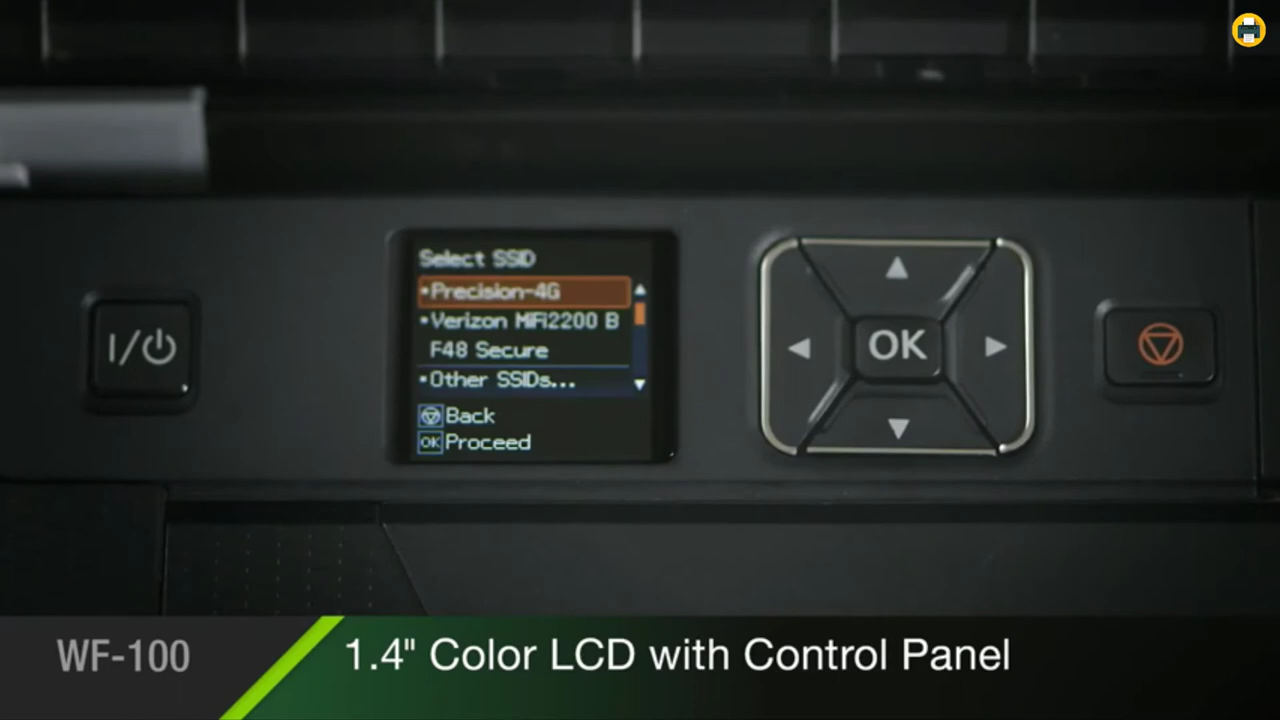 Select SSID
•Precision-4G
•Verizon MiFi2200 B
F48 Secure
•Other SSIDs...
Back
OK Proceed
OK
WF-100
1.4" Color LCD with Control Panel